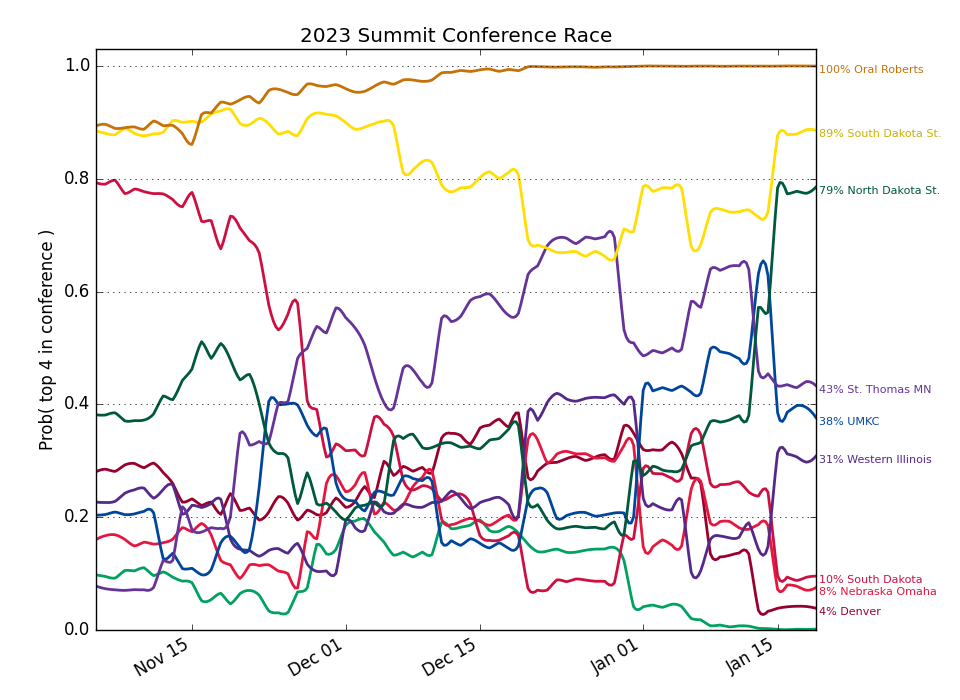 2023 Summit Conference Race
Prob( top 4 in conference )
1.0
0.8
0.6
0.4
0.2
0.0
Nov 15
Dec 01
Dec 15
Jan 01
Jan 15
100% Oral Roberts
89% South Dakota St.
79% North Dakota St.
43% St. Thomas MN
38% UMKC
31% Western Illinois
10% South Dakota
8% Nebraska Omaha
4% Denver